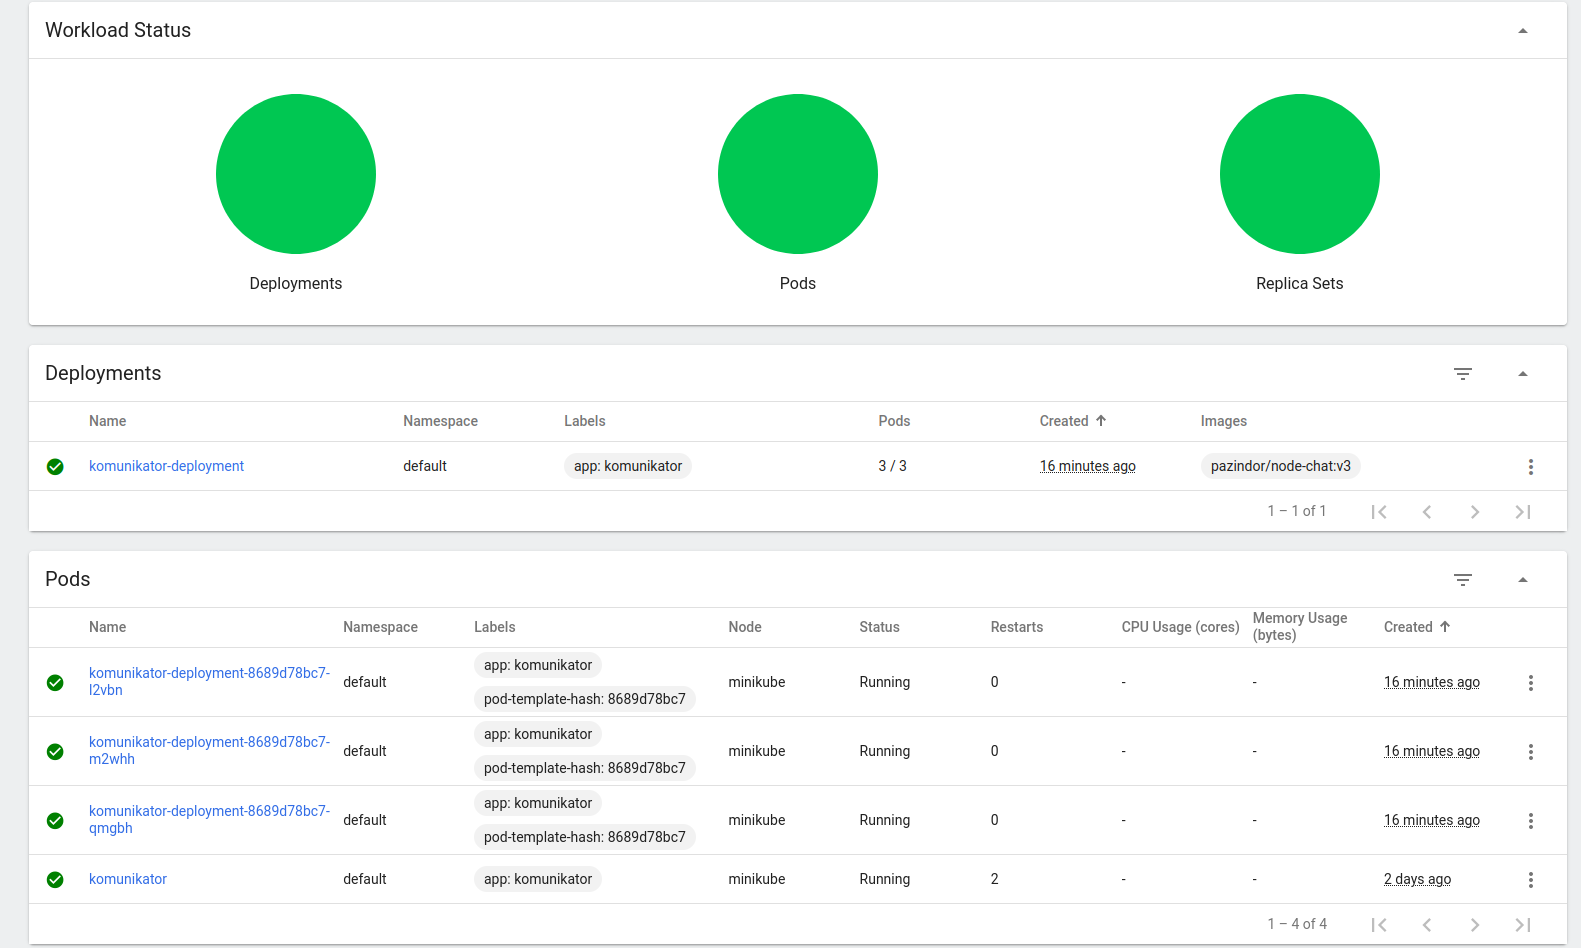 Workload Status
Deployments
Pods
Replica Sets
Deployments
Name Namespace Labels Pods Created Images
komunikator-deployment default app: komunikator 3 / 3 16 minutes ago pazindor/node-chat:v3
1 – 1 of 1
Pods
Name Namespace Labels Node Status Restarts CPU Usage (cores) Memory Usage (bytes) Created
komunikator-deployment-8689d78bc7-
l2vbn
default
app: komunikator
pod-template-hash: 8689d78bc7
minikube Running 0 - - 16 minutes ago
komunikator-deployment-8689d78bc7-
m2whh
default
app: komunikator
pod-template-hash: 8689d78bc7
minikube Running 0 - - 16 minutes ago
komunikator-deployment-8689d78bc7-
qmgbh
default
app: komunikator
pod-template-hash: 8689d78bc7
minikube Running 0 - - 16 minutes ago
komunikator default app: komunikator minikube Running 2 - - 2 days ago
1 – 4 of 4